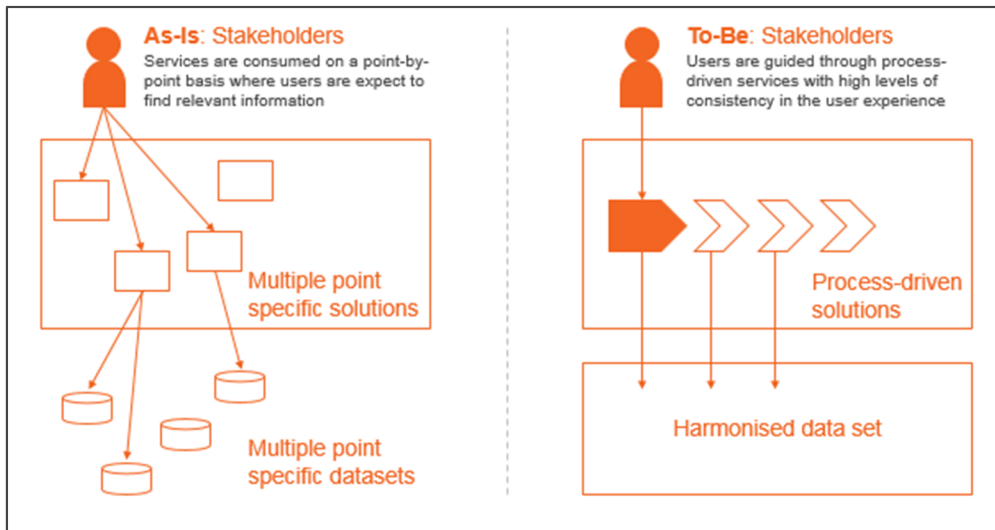 As-Is: Stakeholders
Services are consumed on a point-by-
point basis where users are expect to
find relevant information
Multiple point
specific solutions
Multiple point
specific datasets
To-Be: Stakeholders
Users are guided through process-
driven services with high levels of
consistency in the user experience
Process-driven
solutions
Harmonised data set